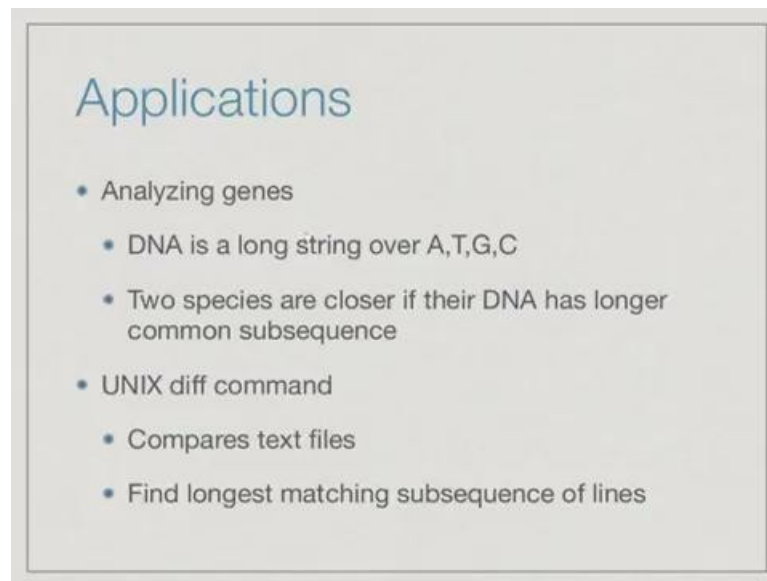 Applications
• Analyzing genes
• DNA is a long string over A,T,G,C
• Two species are closer if their DNA has longer
common subsequence
• UNIX diff command
• Compares text files
• Find longest matching subsequence of lines